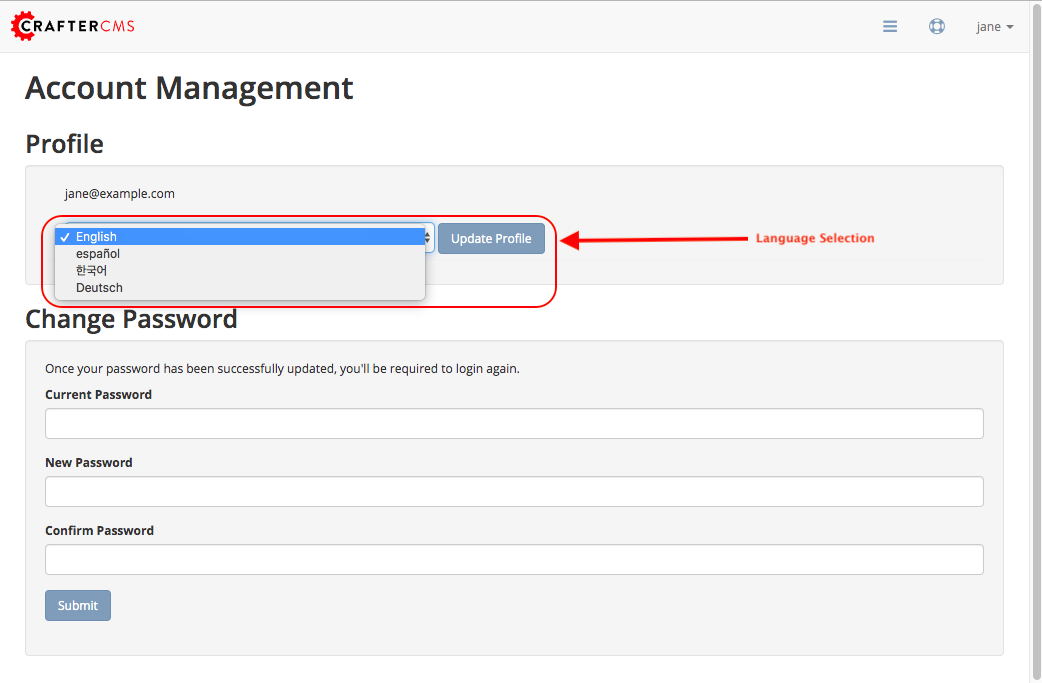 CRAFTERCMS
jane
Account Management
Profile
jane@example.com
English
Update Profile
Language Selection
español
한국어
Deutsch
Change Password
Once your password has been successfully updated, you'll be required to login again.
Current Password
New Password
Confirm Password
Submit